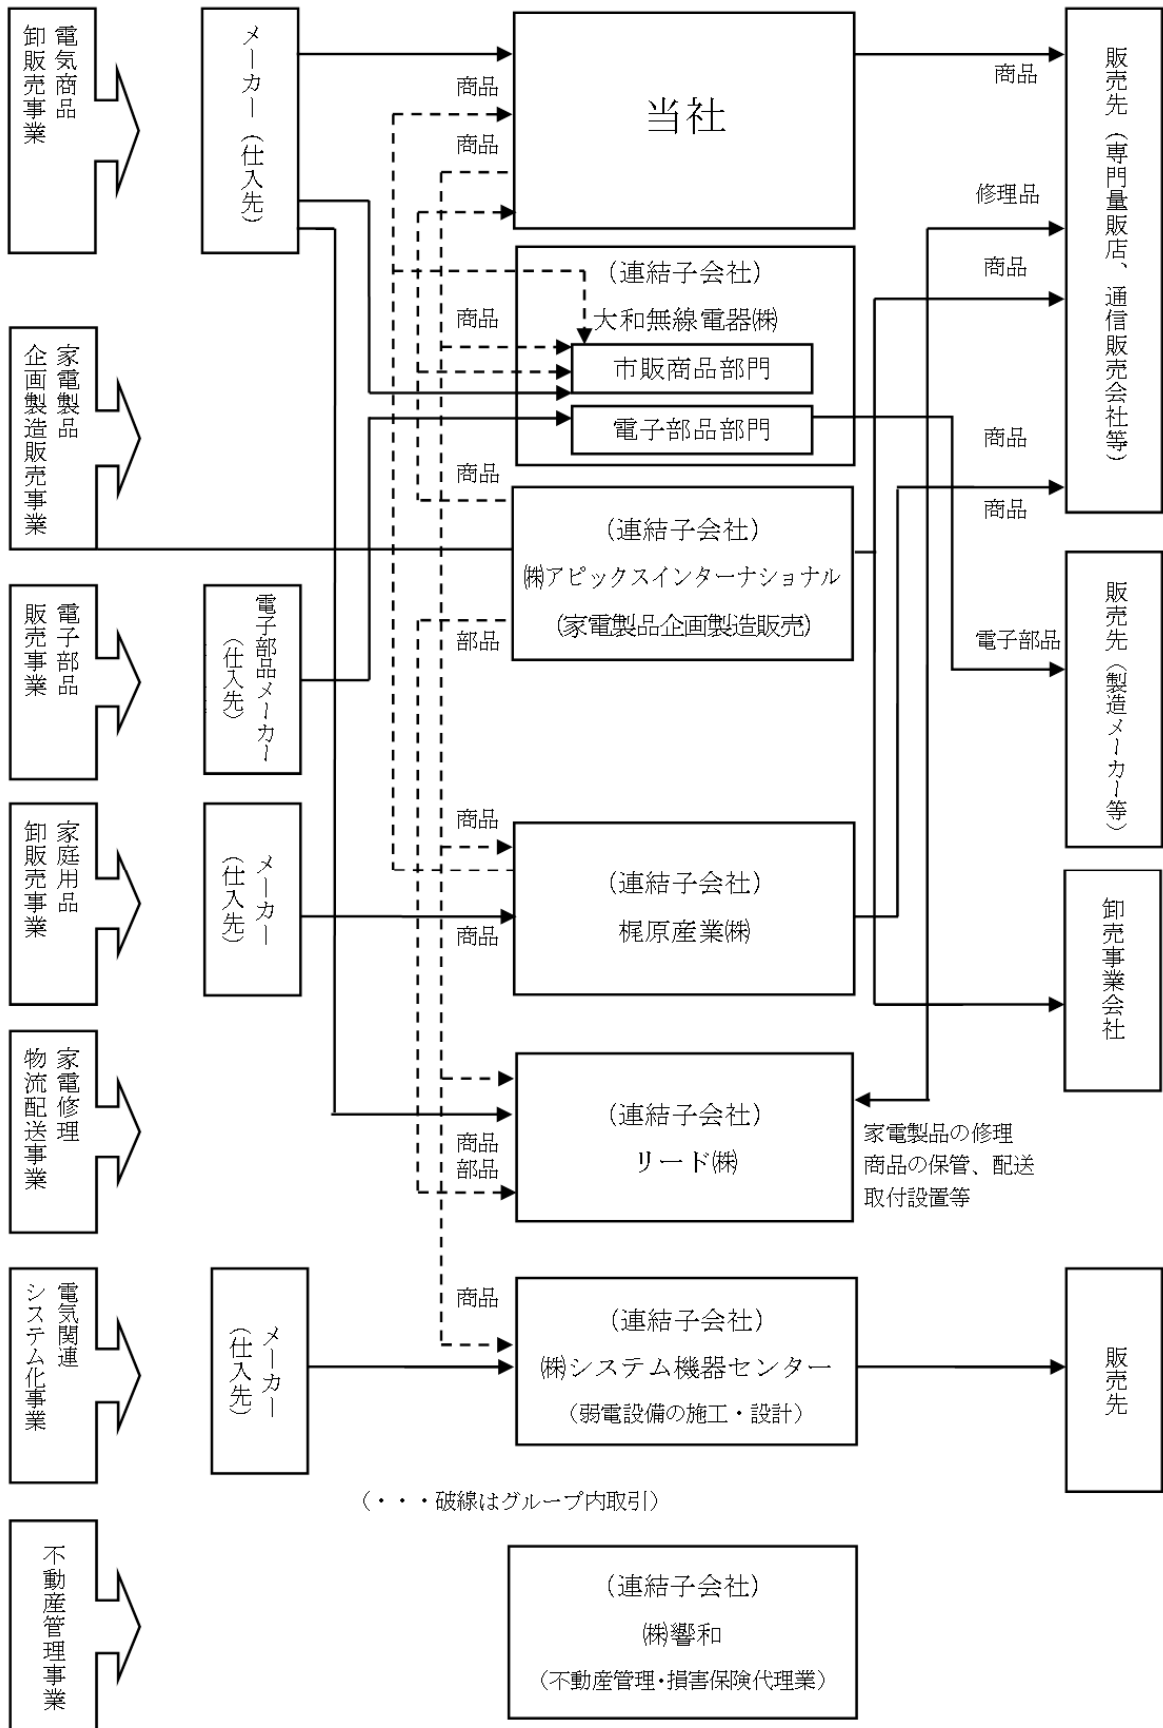 電気商品
卸販売事業
メーカー（仕入先）
商品
商品
当社
商品
販売先（専門量販店、通信販売会社等）
修理品
商品
（連結子会社）
大和無線電器㈱
市販商品部門
電子部品部門
商品
商品
商品
商品
家電製品
企画製造販売事業
（連結子会社）
㈱アピックスインターナショナル
（家電製品企画製造販売）
部品
電子部品
販売事業
電子部品メーカー
（仕入先）
電子部品
販売先（製造メーカー等）
家庭用品
卸販売事業
メーカー
（仕入先）
商品
商品
（連結子会社）
梶原産業㈱
卸売事業会社
家電修理
物流配送事業
商品
部品
（連結子会社）
リード㈱
家電製品の修理
商品の保管、配送
取付設置等
電気関連
システム化事業
メーカー
（仕入先）
商品
（連結子会社）
㈱システム機器センター
（弱電設備の施工・設計）
販売先
（・・・破線はグループ内取引）
不動産管理事業
（連結子会社）
㈱響和
（不動産管理・損害保険代理業）